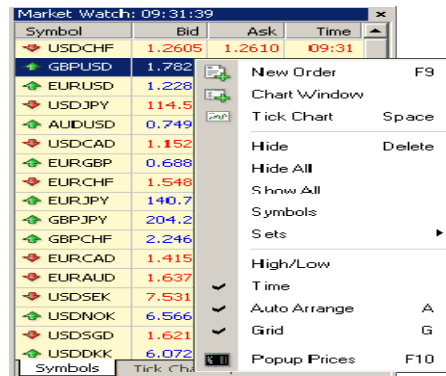 Market Watch: 09:31:39
Symbol Bid Ask Time
USDCHF 1.2605 1.2610 09:31
GBPUSD 1.782
EURUSD 1.228
USDJPY 114.5
AUDUSD 0.749
USDCAD 1.152
EURGBP 0.688
EURCHF 1.548
EURJPY 140.7
GBPJPY 204.2
GBPCHF 2.246
EURCAD 1.415
EURAUD 1.637
USDSEK 7.531
USDNOK 6.566
USDSGD 1.621
USDDKK 6.072
Symbols Tick Cha
New Order F9
Chart Window
Tick Chart Space
Hide Delete
Hide All
Show All
Symbols
Sets
High/Low
Time
Auto Arrange A
Grid G
Popup Prices F10